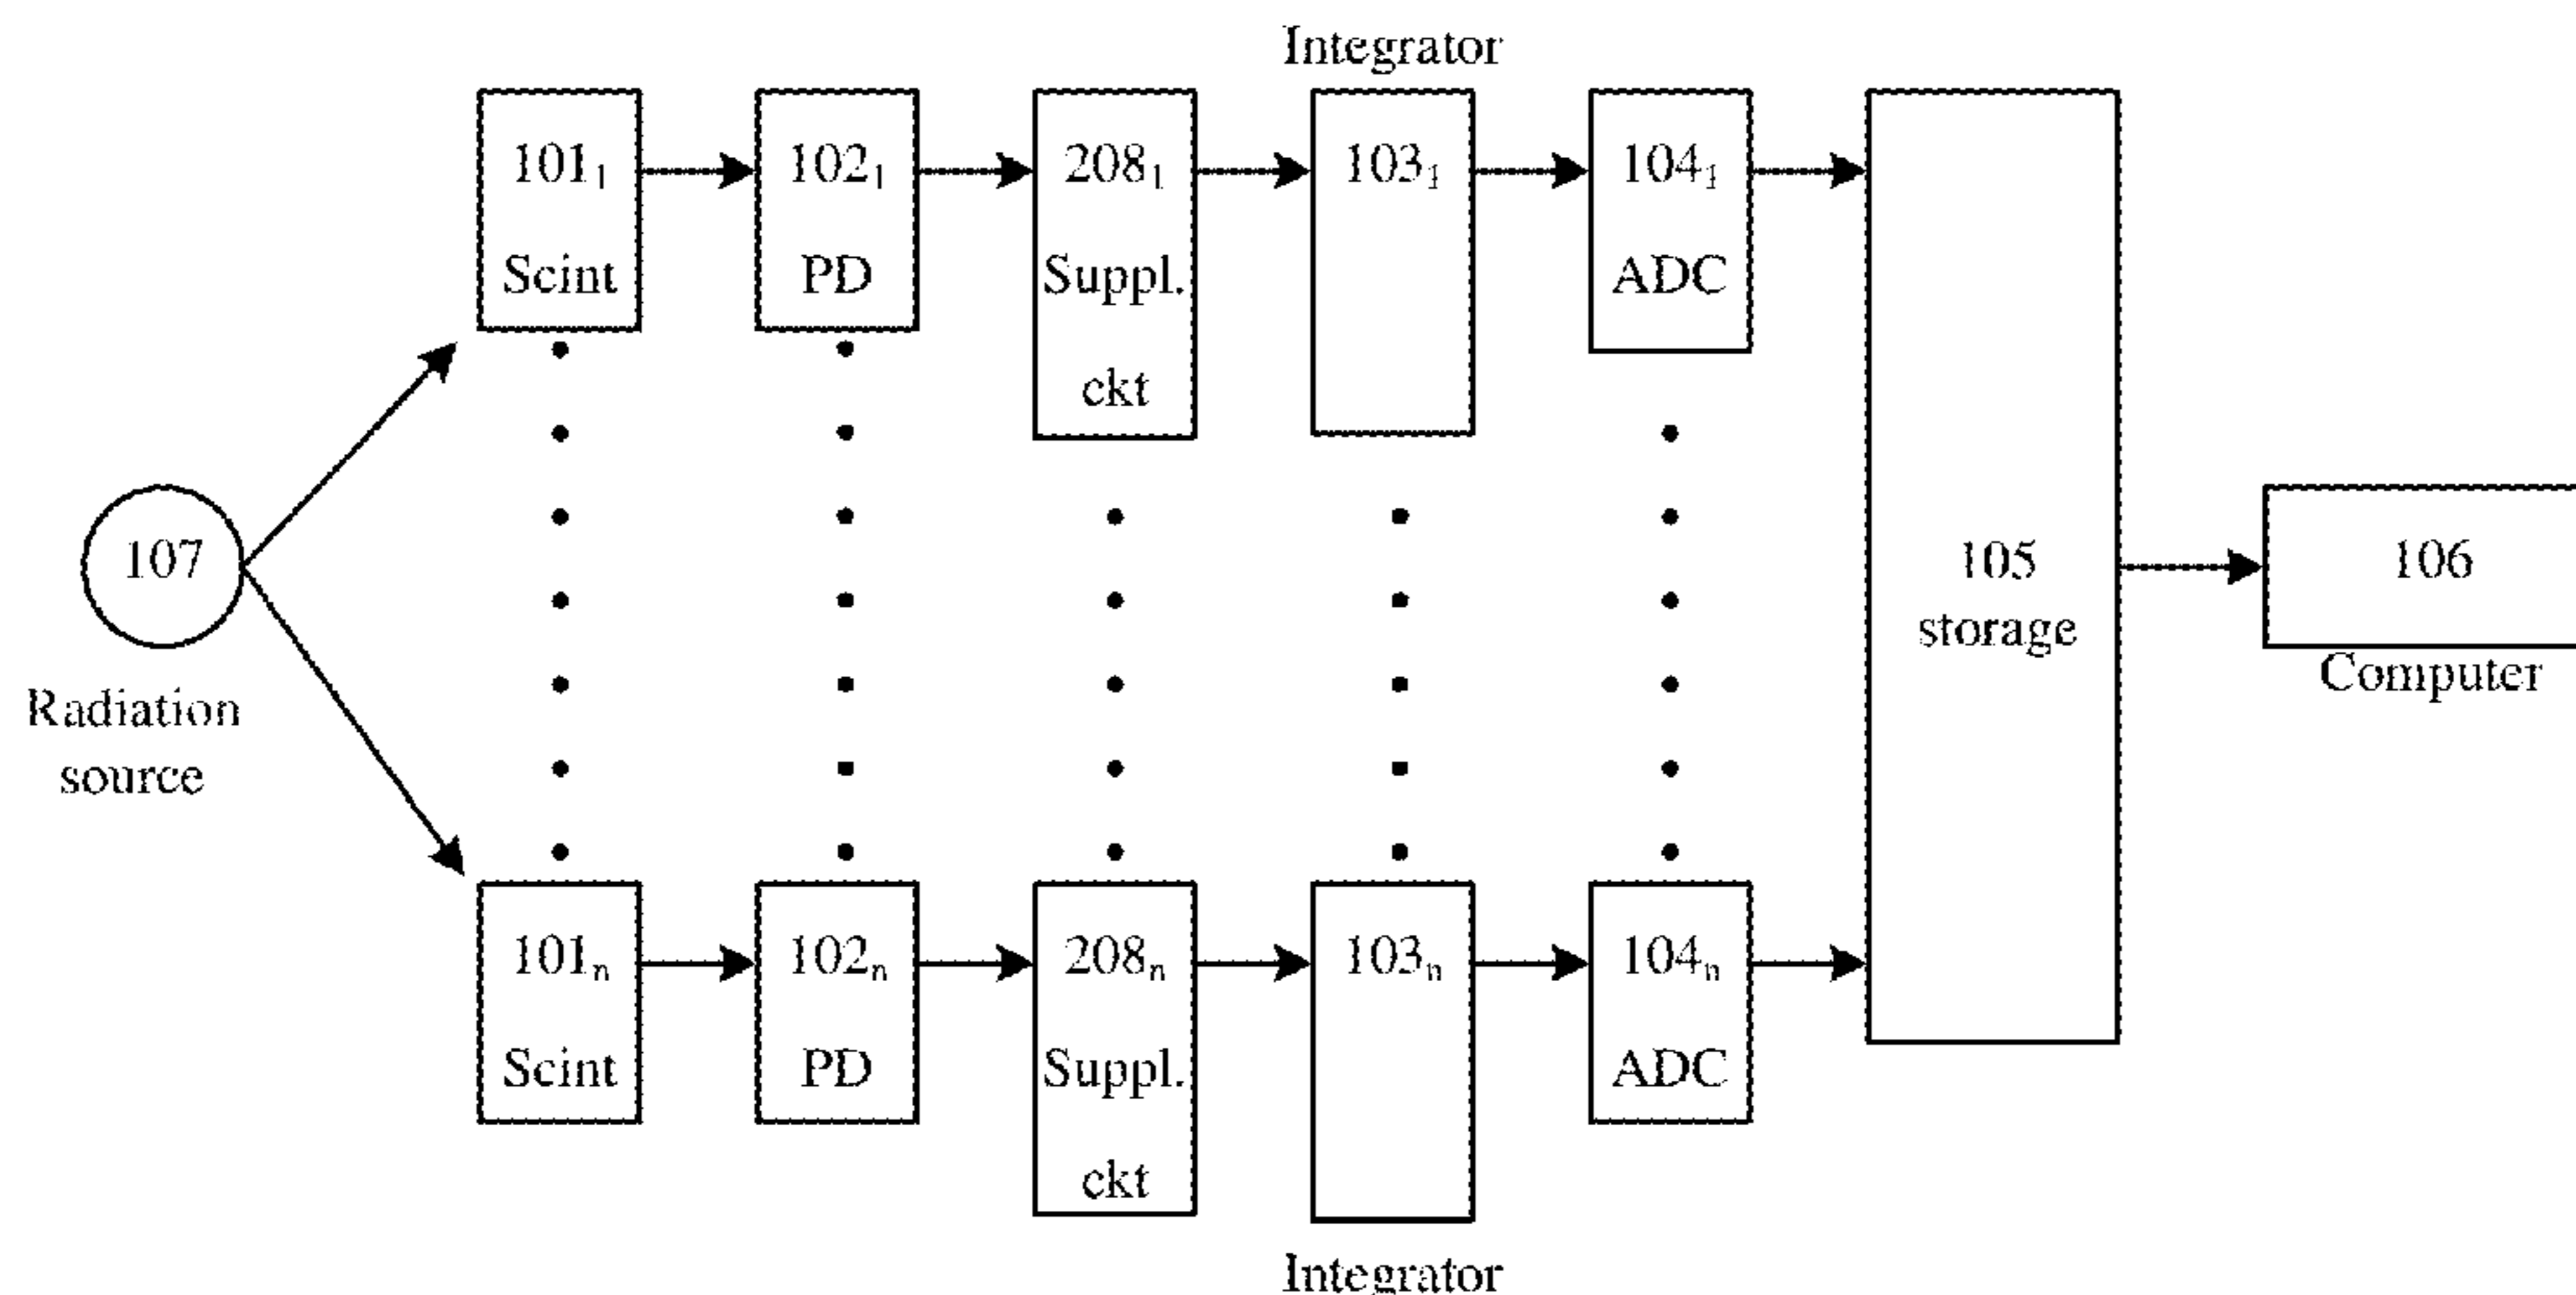 Integrator
101₁ 102₁ 208₁ 103₁ 104₁
Scint PD Suppl. ADC
ckt
107 105 106
storage
Computer
Radiation
source
101ₙ 102ₙ 208ₙ 103ₙ 104ₙ
Scint PD Suppl. ADC
ckt
Integrator